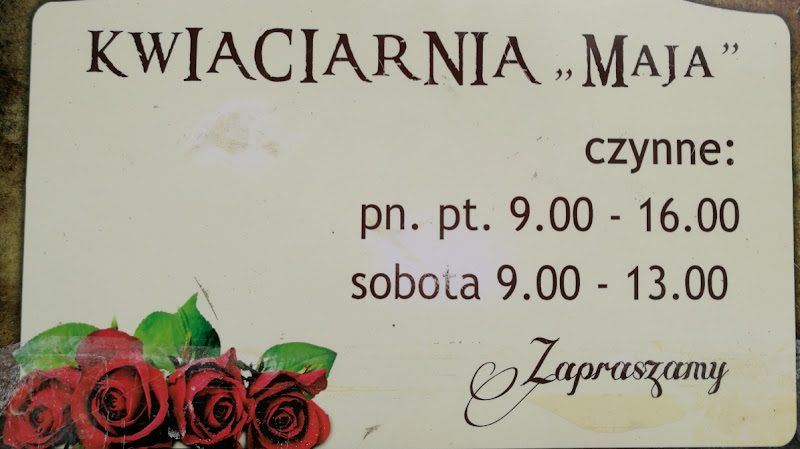 KWIACIARNIA „MAJA”
czynne:
pn. pt. 9.00 - 16.00
sobota 9.00 - 13.00
Zapraszamy